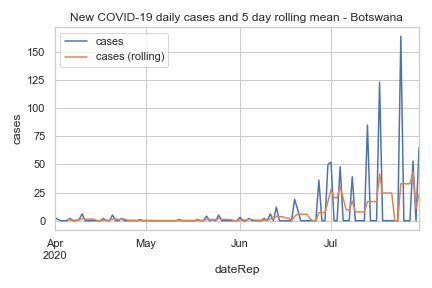 New COVID-19 daily cases and 5 day rolling mean - Botswana
cases
cases (rolling)
150
125
100
75
50
25
0
cases
Apr
2020
May
Jun
Jul
dateRep